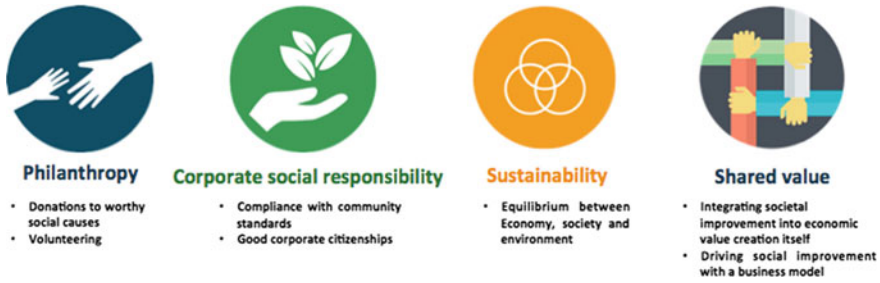 Philanthropy
• Donations to worthy
social causes
• Volunteering
Corporate social responsibility
• Compliance with community
standards
• Good corporate citizenships
Sustainability
• Equilibrium between
Economy, society and
environment
Shared value
• Integrating societal
improvement into economic
value creation itself
• Driving social improvement
with a business model